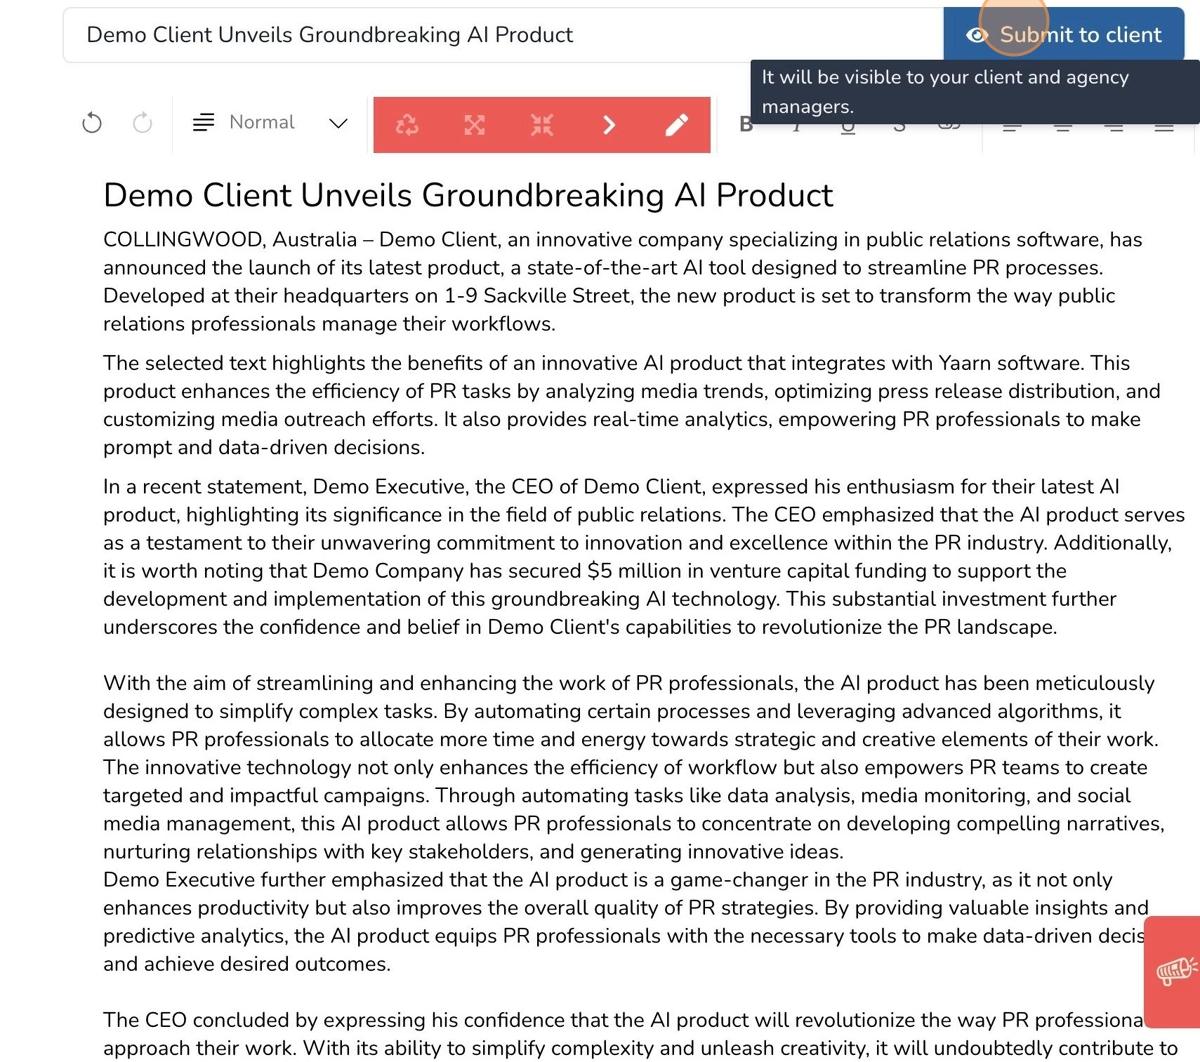 Demo Client Unveils Groundbreaking AI Product
Submit to client
It will be visible to your client and agency
managers.
Normal
B I U S
Demo Client Unveils Groundbreaking AI Product
COLLINGWOOD, Australia – Demo Client, an innovative company specializing in public relations software, has
announced the launch of its latest product, a state-of-the-art AI tool designed to streamline PR processes.
Developed at their headquarters on 1-9 Sackville Street, the new product is set to transform the way public
relations professionals manage their workflows.
The selected text highlights the benefits of an innovative AI product that integrates with Yaarn software. This
product enhances the efficiency of PR tasks by analyzing media trends, optimizing press release distribution, and
customizing media outreach efforts. It also provides real-time analytics, empowering PR professionals to make
prompt and data-driven decisions.
In a recent statement, Demo Executive, the CEO of Demo Client, expressed his enthusiasm for their latest AI
product, highlighting its significance in the field of public relations. The CEO emphasized that the AI product serves
as a testament to their unwavering commitment to innovation and excellence within the PR industry. Additionally,
it is worth noting that Demo Company has secured $5 million in venture capital funding to support the
development and implementation of this groundbreaking AI technology. This substantial investment further
underscores the confidence and belief in Demo Client's capabilities to revolutionize the PR landscape.
With the aim of streamlining and enhancing the work of PR professionals, the AI product has been meticulously
designed to simplify complex tasks. By automating certain processes and leveraging advanced algorithms, it
allows PR professionals to allocate more time and energy towards strategic and creative elements of their work.
The innovative technology not only enhances the efficiency of workflow but also empowers PR teams to create
targeted and impactful campaigns. Through automating tasks like data analysis, media monitoring, and social
media management, this AI product allows PR professionals to concentrate on developing compelling narratives,
nurturing relationships with key stakeholders, and generating innovative ideas.
Demo Executive further emphasized that the AI product is a game-changer in the PR industry, as it not only
enhances productivity but also improves the overall quality of PR strategies. By providing valuable insights and
predictive analytics, the AI product equips PR professionals with the necessary tools to make data-driven decis
and achieve desired outcomes.
The CEO concluded by expressing his confidence that the AI product will revolutionize the way PR professiona
approach their work. With its ability to simplify complexity and unleash creativity, it will undoubtedly contribute to